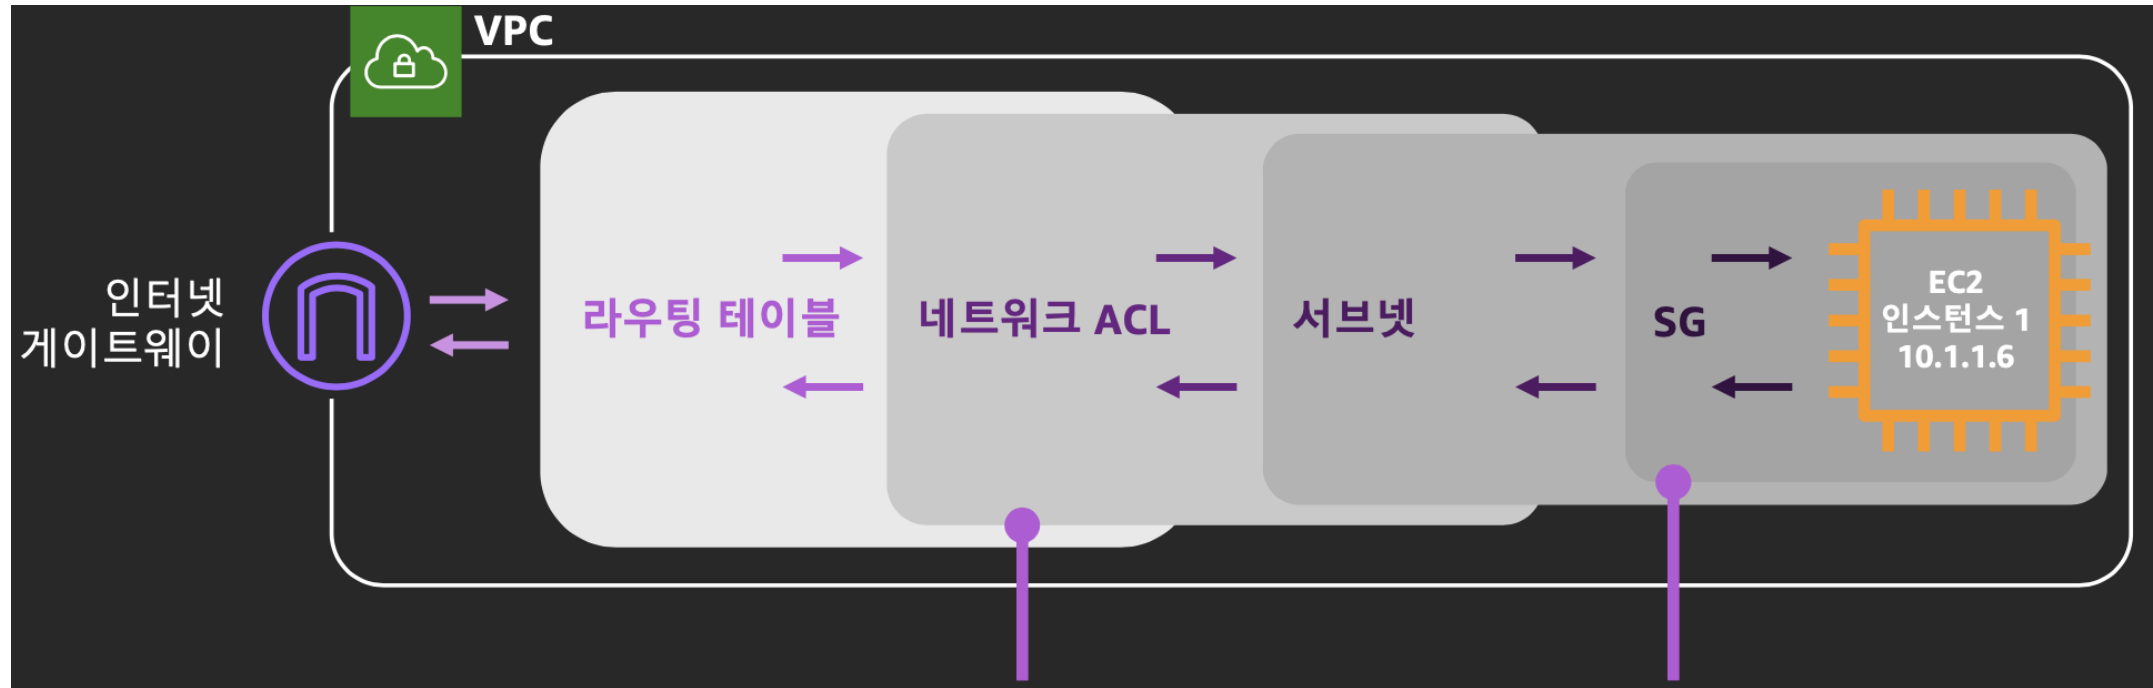 VPC
인터넷
게이트웨이
라우팅 테이블
네트워크 ACL
서브넷
SG
EC2
인스턴스 1
10.1.1.6